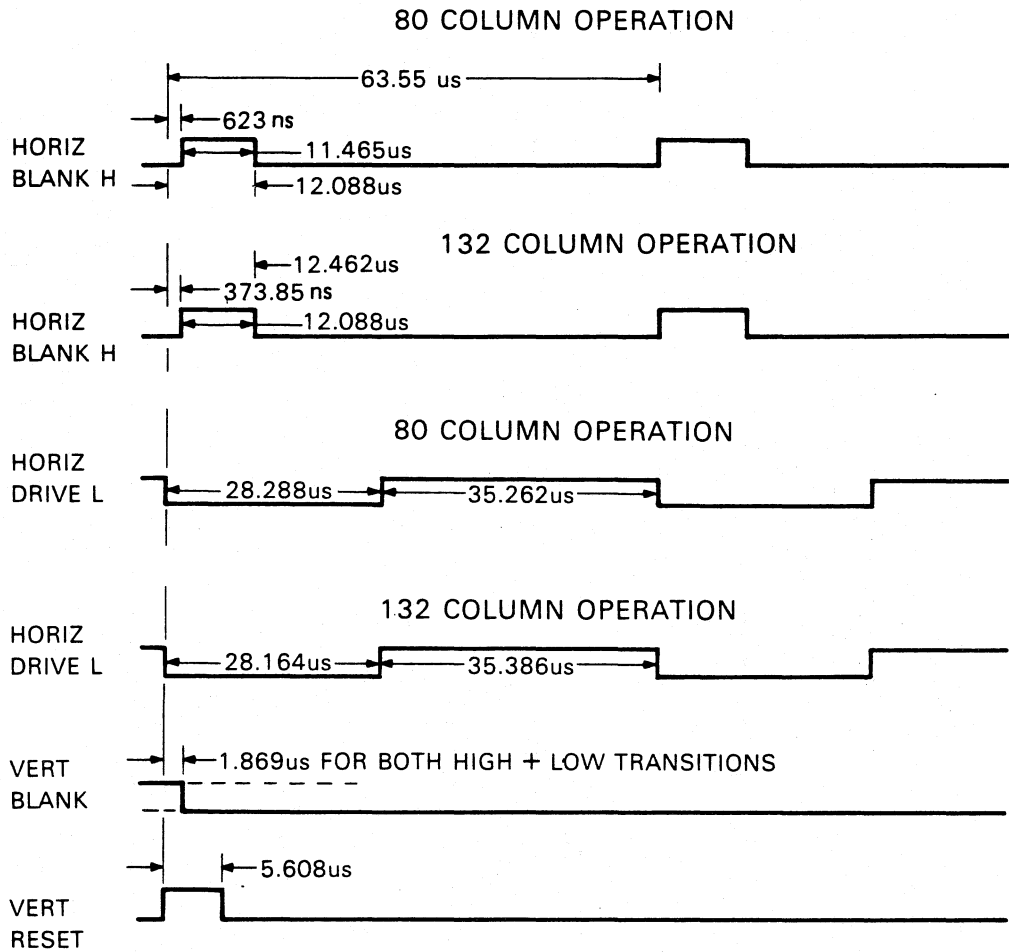 80 COLUMN OPERATION
63.55 us
623 ns
HORIZ
BLANK H
11.465us
12.088us
132 COLUMN OPERATION
12.462us
373.85 ns
HORIZ
BLANK H
12.088us
80 COLUMN OPERATION
HORIZ
DRIVE L
28.288us
35.262us
132 COLUMN OPERATION
HORIZ
DRIVE L
28.164us
35.386us
VERT
BLANK
1.869us FOR BOTH HIGH + LOW TRANSITIONS
5.608us
VERT
RESET